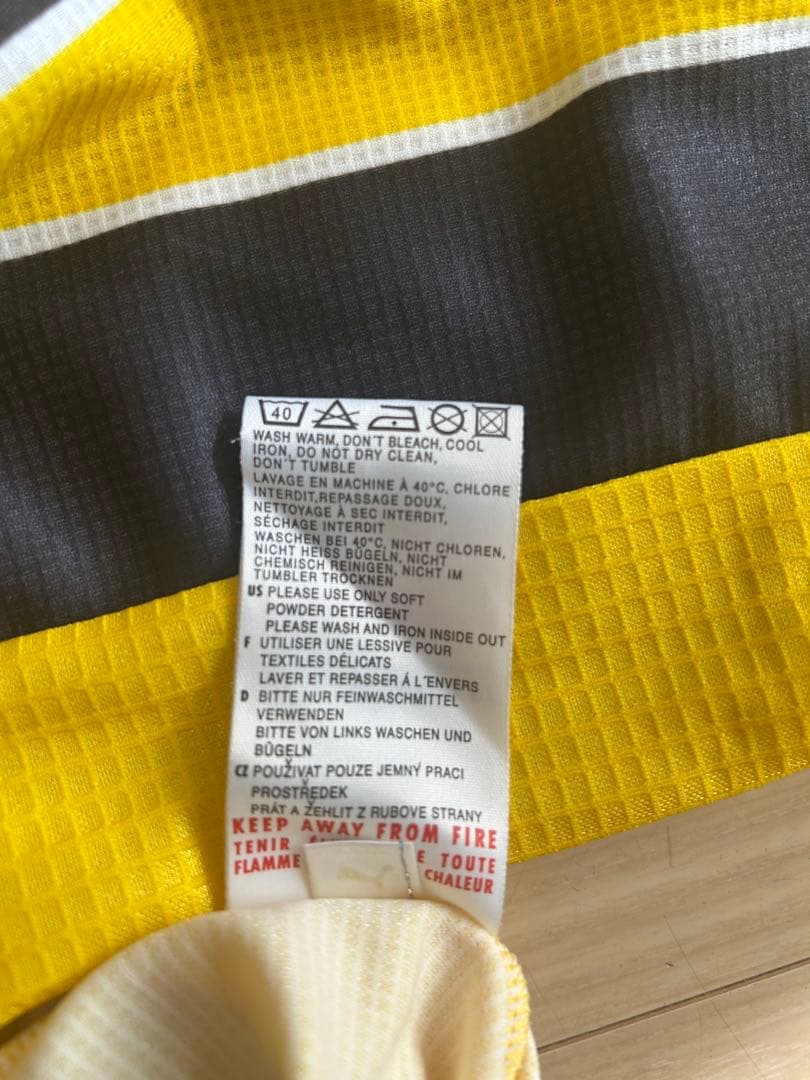 40
WASH WARM, DON´T BLEACH, COOL
IRON, DO NOT DRY CLEAN,
DON´T TUMBLE
LAVAGE EN MACHINE À 40°C, CHLORE
INTERDIT,REPASSAGE DOUX,
NETTOYAGE À SEC INTERDIT,
SÉCHAGE INTERDIT
WASCHEN BEI 40°C, NICHT CHLOREN,
NICHT HEISS BÜGELN, NICHT
CHEMISCH REINIGEN, NICHT IM
TUMBLER TROCKNEN
US PLEASE USE ONLY SOFT
POWDER DETERGENT
PLEASE WASH AND IRON INSIDE OUT
F UTILISER UNE LESSIVE POUR
TEXTILES DÉLICATS
LAVER ET REPASSER Á L´ENVERS
D BITTE NUR FEINWASCHMITTEL
VERWENDEN
BITTE VON LINKS WASCHEN UND
BÜGELN
CZ POUŽIVAT POUZE JEMNÝ PRACI
PROSTŘEDEK
PRÁT A ŽEHLIT Z RUBOVE STRANY
KEEP AWAY FROM FIRE
TENIR E TOUTE
FLAMME CHALEUR